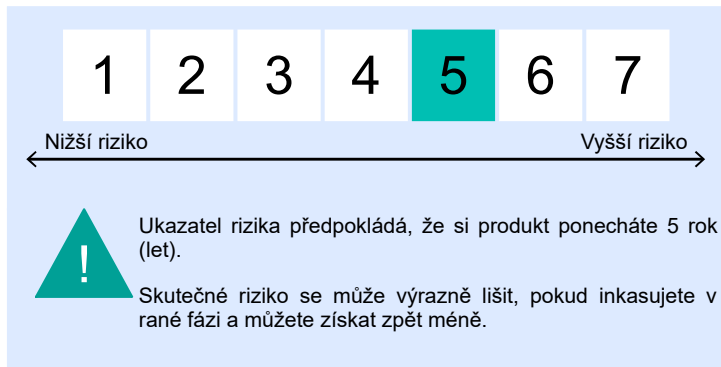 1 2 3 4 5 6 7
Nižší riziko Vyšší riziko
Ukazatel rizika předpokládá, že si produkt ponecháte 5 rok
(let).
!
Skutečné riziko se může výrazně lišit, pokud inkasujete v
rané fázi a můžete získat zpět méně.